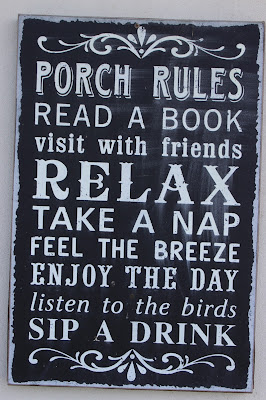 PORCH RULES
READ A BOOK
visit with friends
RELAX
TAKE A NAP
FEEL THE BREEZE
ENJOY THE DAY
listen to the birds
SIP A DRINK